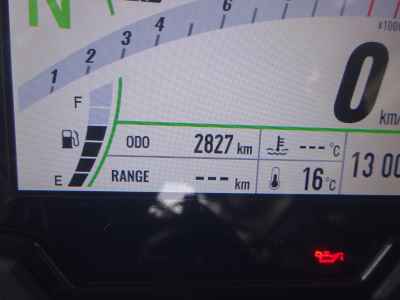 N
1 2 3 4 6
x1000
0 km/
F
ODO 2827 km --- °C
RANGE --- km 16 °C 13 00
E